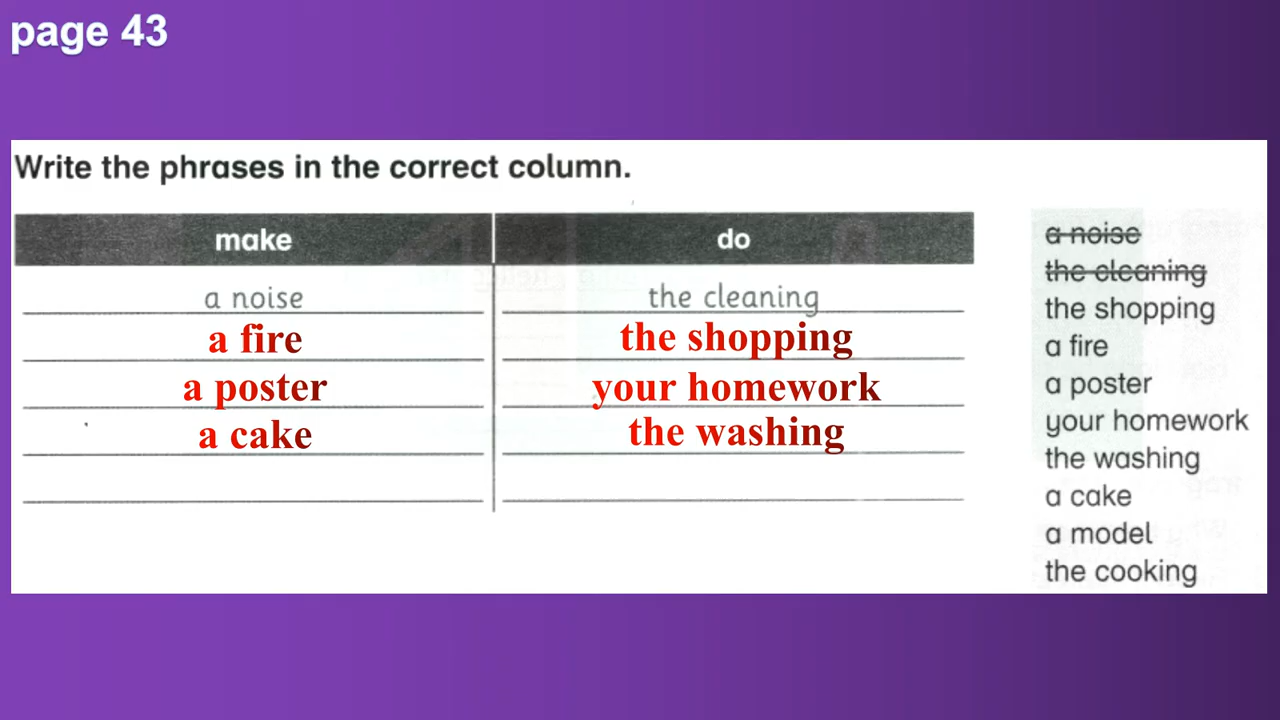 page 43
Write the phrases in the correct column.
make do
a noise the cleaning
a fire the shopping
a poster your homework
a cake the washing
a noise
the cleaning
the shopping
a fire
a poster
your homework
the washing
a cake
a model
the cooking